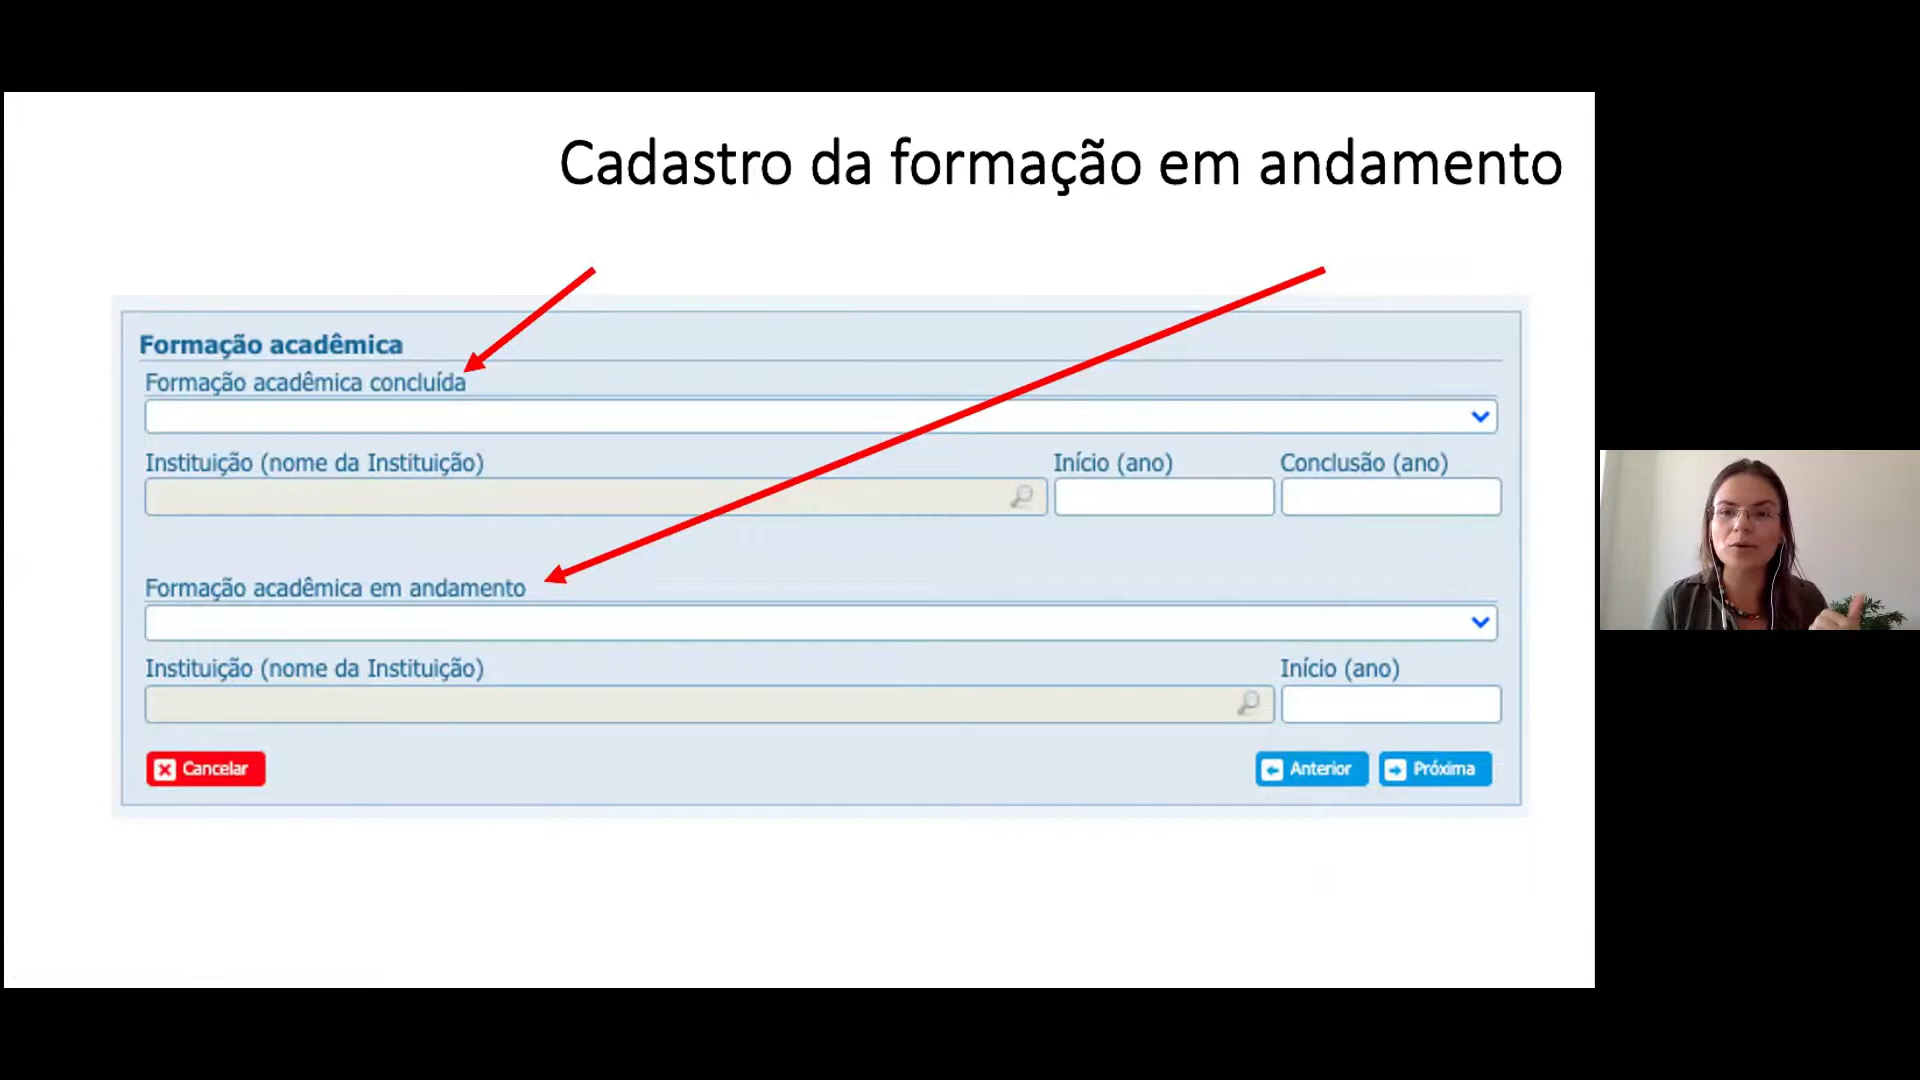 Cadastro da formação em andamento
Formação acadêmica
Formação acadêmica concluída
Instituição (nome da Instituição) Início (ano) Conclusão (ano)
Formação acadêmica em andamento
Instituição (nome da Instituição) Início (ano)
Cancelar Anterior Próxima